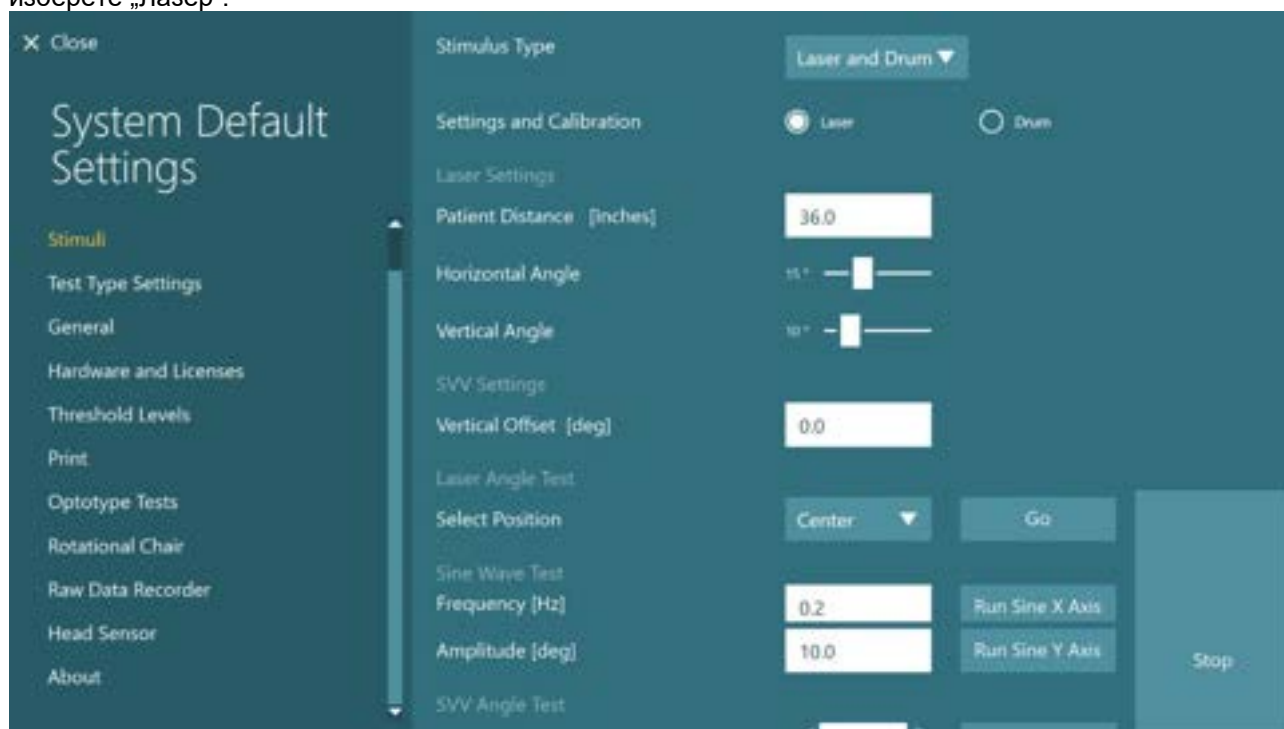 изберете „Лазер“.
Close
System Default
Settings
Stimuli
Test Type Settings
General
Hardware and Licenses
Threshold Levels
Print
Optotype Tests
Rotational Chair
Raw Data Recorder
Head Sensor
About
Stimulus Type
Laser and Drum
Settings and Calibration
Laser
Drum
Laser Settings
Patient Distance [inches]
36.0
Horizontal Angle
15 °
Vertical Angle
10 °
SVV Settings
Vertical Offset [deg]
0.0
Laser Angle Test
Select Position
Center
Go
Sine Wave Test
Frequency [Hz]
0.2
Run Sine X Axis
Amplitude [deg]
10.0
Run Sine Y Axis
Stop
SVV Angle Test